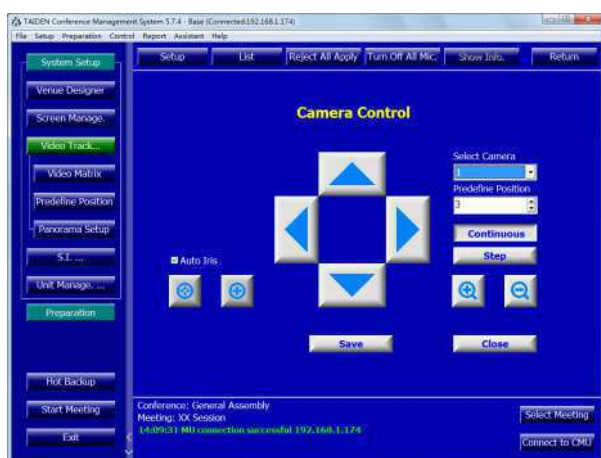 TAIDEN Conference Management System 5.7.4 - Base (Connected:192.168.1.174)
File Setup Preparation Control Report Assistant Help
System Setup
Setup
List
Reject All Apply
Turn Off All Mic.
Show Info.
Return
Venue Designer
Screen Manage.
Video Track...
Video Matrix
Predefine Position
Panorama Setup
S.I. ...
Unit Manage. ...
Preparation
Hot Backup
Start Meeting
Exit
Camera Control
Select Camera
1
Predefine Position
3
Continuous
Step
Auto Iris
Save
Close
Conference: General Assembly
Meeting: XX Session
14:09:31 MU connection successful 192.168.1.174
Select Meeting
Connect to CMU